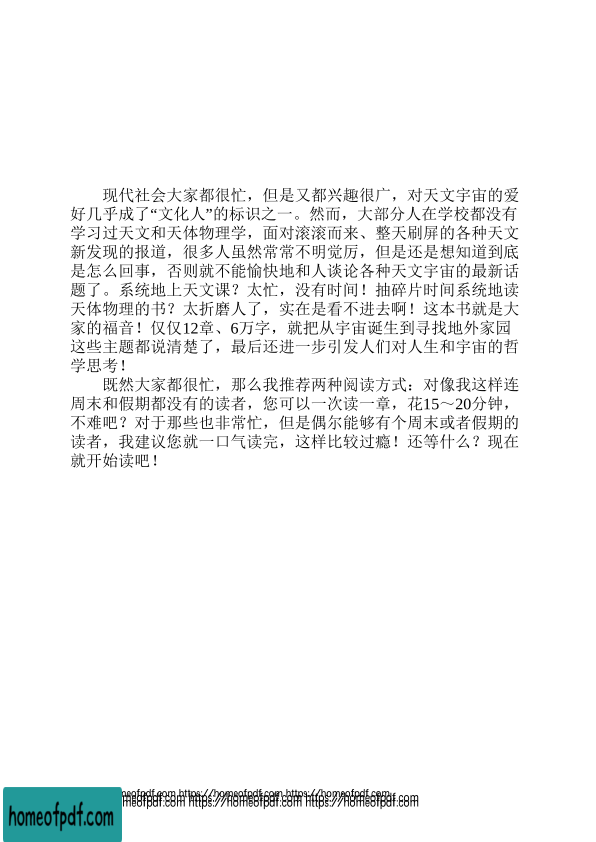 现代社会大家都很忙，但是又都兴趣很广，对天文宇宙的爱
好几乎成了“文化人”的标识之一。然而，大部分人在学校都没有
学习过天文和天体物理学，面对滚滚而来、整天刷屏的各种天文
新发现的报道，很多人虽然常常不明觉厉，但是还是想知道到底
是怎么回事，否则就不能愉快地和人谈论各种天文宇宙的最新话
题了。系统地上天文课？太忙，没有时间！抽碎片时间系统地读
天体物理的书？太折磨人了，实在是看不进去啊！这本书就是大
家的福音！仅仅12章、6万字，就把从宇宙诞生到寻找地外家园
这些主题都说清楚了，最后还进一步引发人们对人生和宇宙的哲
学思考！
既然大家都很忙，那么我推荐两种阅读方式：对像我这样连
周末和假期都没有的读者，您可以一次读一章，花15～20分钟，
不难吧？对于那些也非常忙，但是偶尔能够有个周末或者假期的
读者，我建议您就一口气读完，这样比较过瘾！还等什么？现在
就开始读吧！
homeofpdf.com https://homeofpdf.com https://homeofpdf.com
homeofpdf.com https://homeofpdf.com https://homeofpdf.com
homeofpdf.com